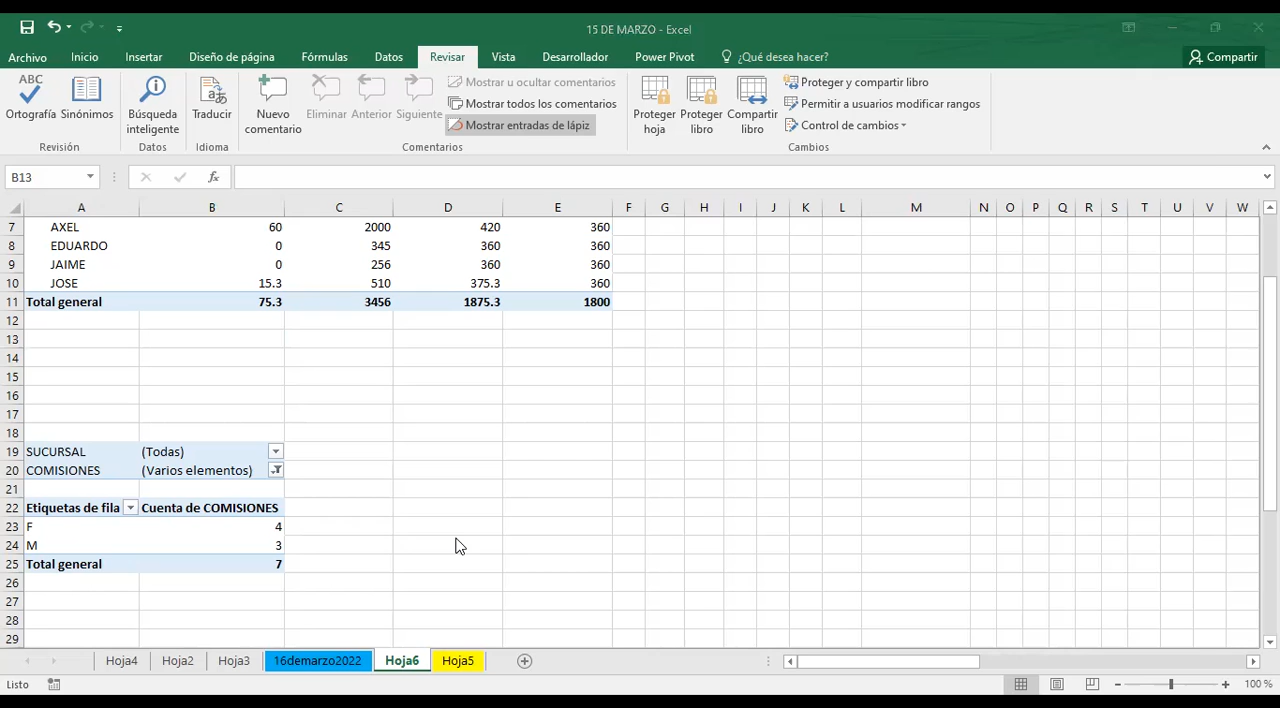 15 DE MARZO - Excel
Archivo Inicio Insertar Diseño de página Fórmulas Datos Revisar Vista Desarrollador Power Pivot ¿Qué desea hacer? Compartir
ABC Mostrar u ocultar comentarios Proteger y compartir libro
Mostrar todos los comentarios Permitir a usuarios modificar rangos
Ortografía Sinónimos Búsqueda inteligente Traducir Nuevo comentario Eliminar Anterior Siguiente Mostrar entradas de lápiz Proteger hoja Proteger libro Compartir libro Control de cambios
Revisión Datos Idioma Comentarios Cambios
B13 fx
A B C D E F G H I J K L M N O P Q R S T U V W
7 AXEL 60 2000 420 360
8 EDUARDO 0 345 360 360
9 JAIME 0 256 360 360
10 JOSE 15.3 510 375.3 360
11 Total general 75.3 3456 1875.3 1800
12
13
14
15
16
17
18
19 SUCURSAL (Todas)
20 COMISIONES (Varios elementos)
21
22 Etiquetas de fila Cuenta de COMISIONES
23 F 4
24 M 3
25 Total general 7
26
27
28
29
Hoja4 Hoja2 Hoja3 16demarzo2022 Hoja6 Hoja5
Listo 100 %